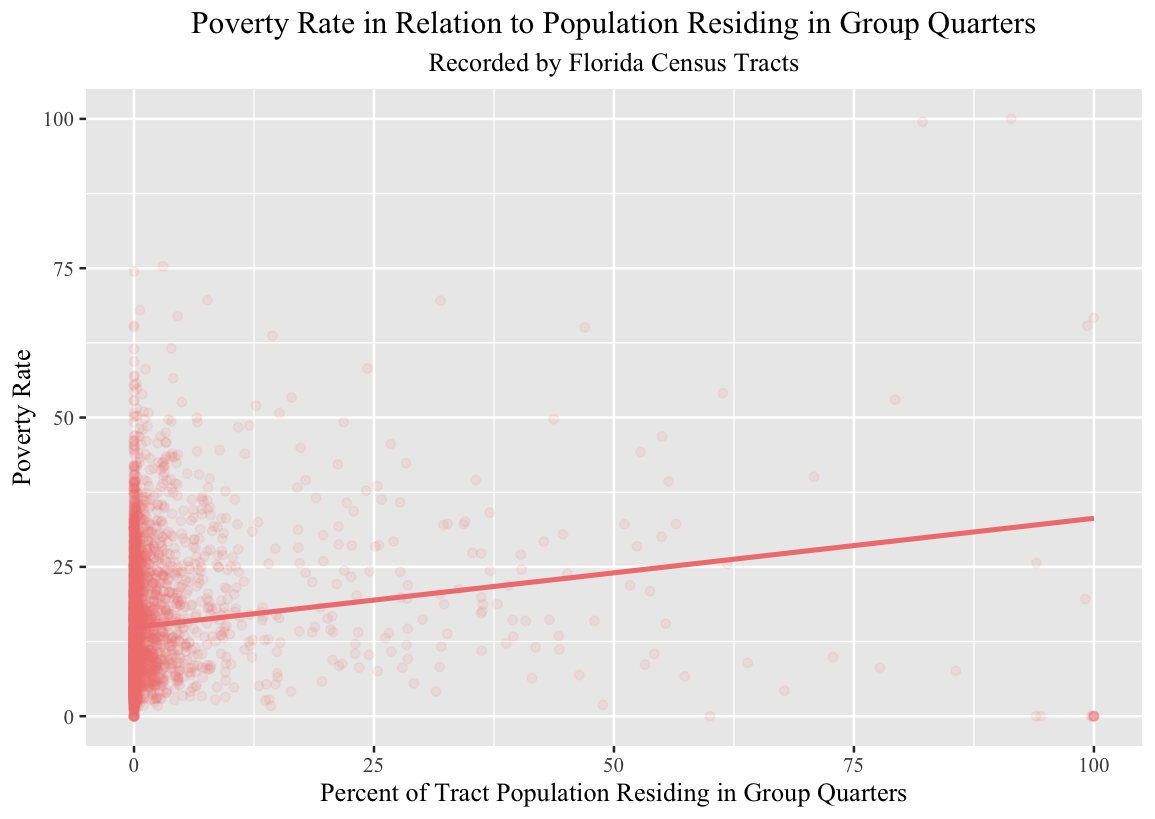 Poverty Rate in Relation to Population Residing in Group Quarters
Recorded by Florida Census Tracts
Poverty Rate
100
75
50
25
0
0 25 50 75 100
Percent of Tract Population Residing in Group Quarters